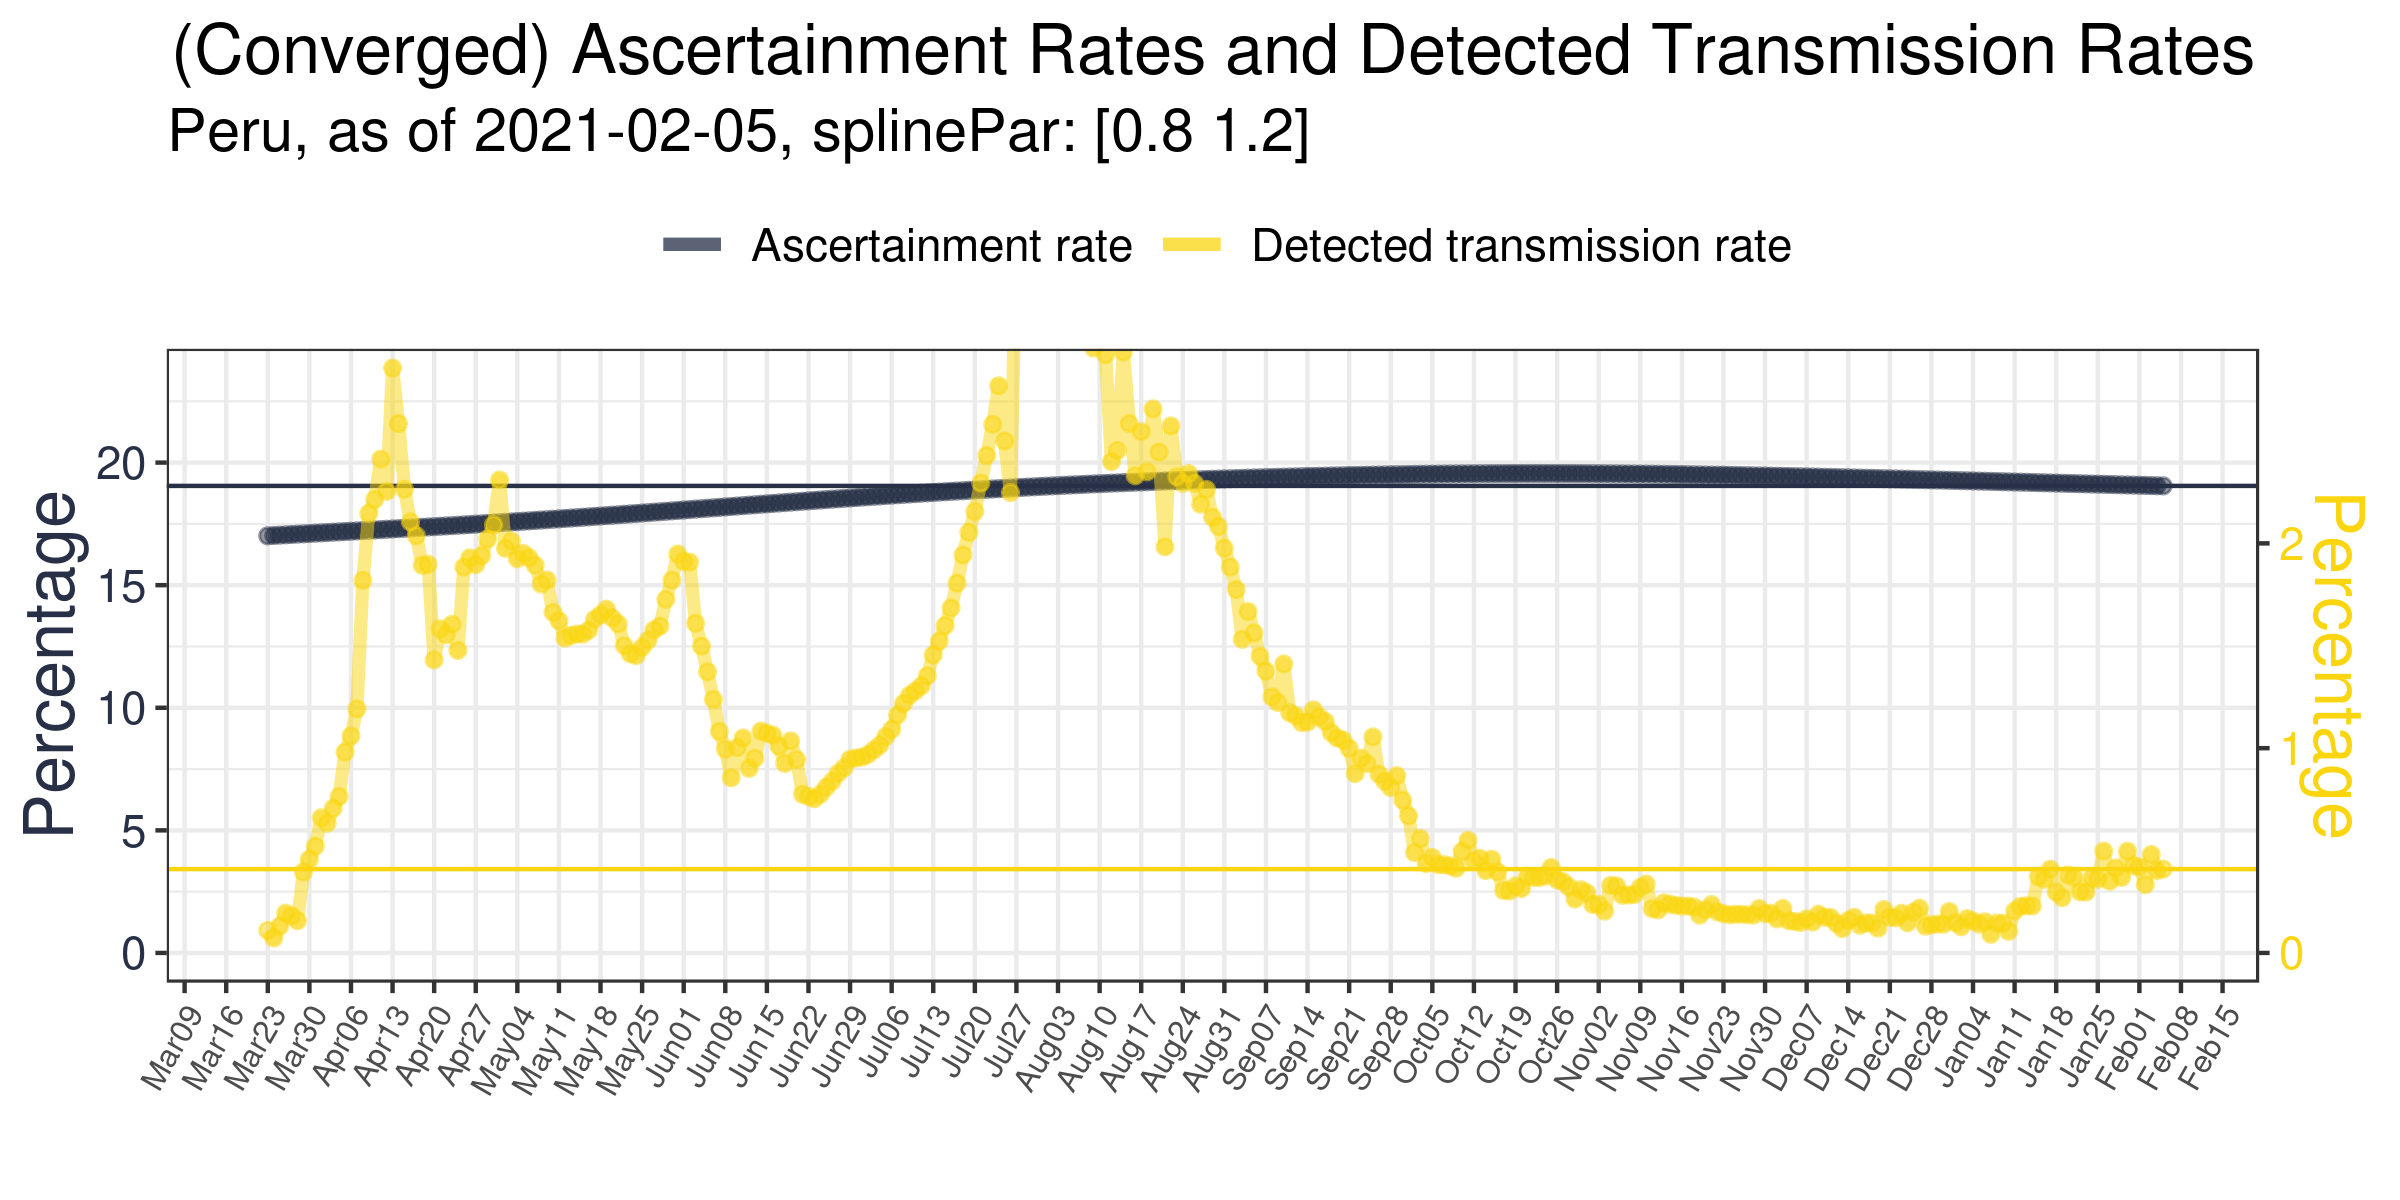 (Converged) Ascertainment Rates and Detected Transmission Rates
Peru, as of 2021-02-05, splinePar: [0.8 1.2]
Ascertainment rate
Detected transmission rate
Percentage
20
15
10
5
0
2
1
0
Percentage
Mar09
Mar16
Mar23
Mar30
Apr06
Apr13
Apr20
Apr27
May04
May11
May18
May25
Jun01
Jun08
Jun15
Jun22
Jun29
Jul06
Jul13
Jul20
Jul27
Aug03
Aug10
Aug17
Aug24
Aug31
Sep07
Sep14
Sep21
Sep28
Oct05
Oct12
Oct19
Oct26
Nov02
Nov09
Nov16
Nov23
Nov30
Dec07
Dec14
Dec21
Dec28
Jan04
Jan11
Jan18
Jan25
Feb01
Feb08
Feb15